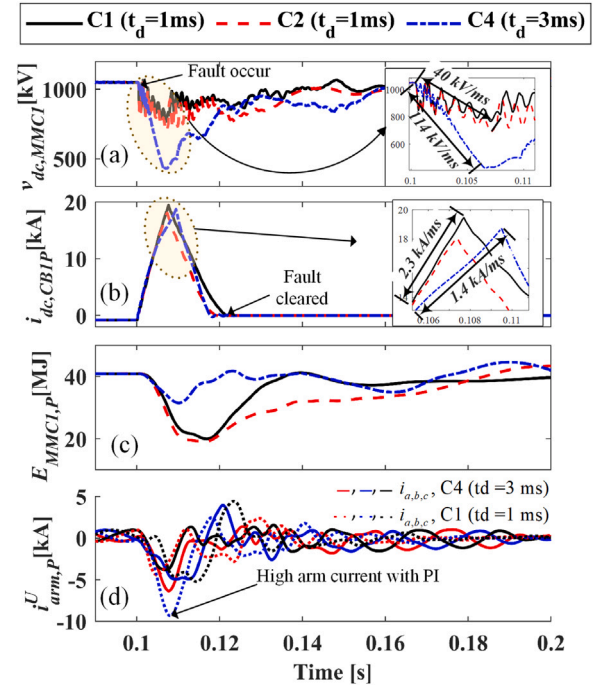 C1 (td=1ms) C2 (td=1ms) C4 (td=3ms)
vdc,MMC1[kV]
1000
500
Fault occur
(a)
1000
800
600
400
40 kV/ms
114 kV/ms
0.1 0.105 0.11
idc,CB1P[kA]
20
10
0
(b)
Fault
cleared
20
18
16
14
2.3 kA/ms
1.4 kA/ms
0.106 0.108 0.11
EMMC1,P[MJ]
40
20
(c)
iUarm,P[kA]
5
0
-5
-10
ia,b,c, C4 (td =3 ms)
ia,b,c, C1 (td =1 ms)
High arm current with PI
(d)
0.1 0.12 0.14 0.16 0.18 0.2
Time [s]